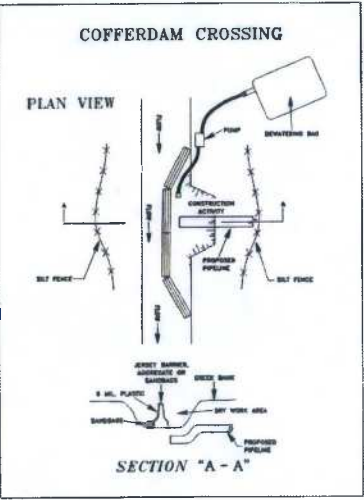 COFFERDAM CROSSING
PLAN VIEW
FLOW
PUMP
DEWATERING BAG
CONSTRUCTION
ACTIVITY
FLOW
SILT FENCE
PROPOSED
PIPELINE
SILT FENCE
FLOW
JERSEY BARRIER,
AGGREGATE OR
SANDBAGS
CREEK BANK
6 MIL. PLASTIC
DRY WORK AREA
SANDBAGS
PROPOSED
PIPELINE
SECTION "A - A"